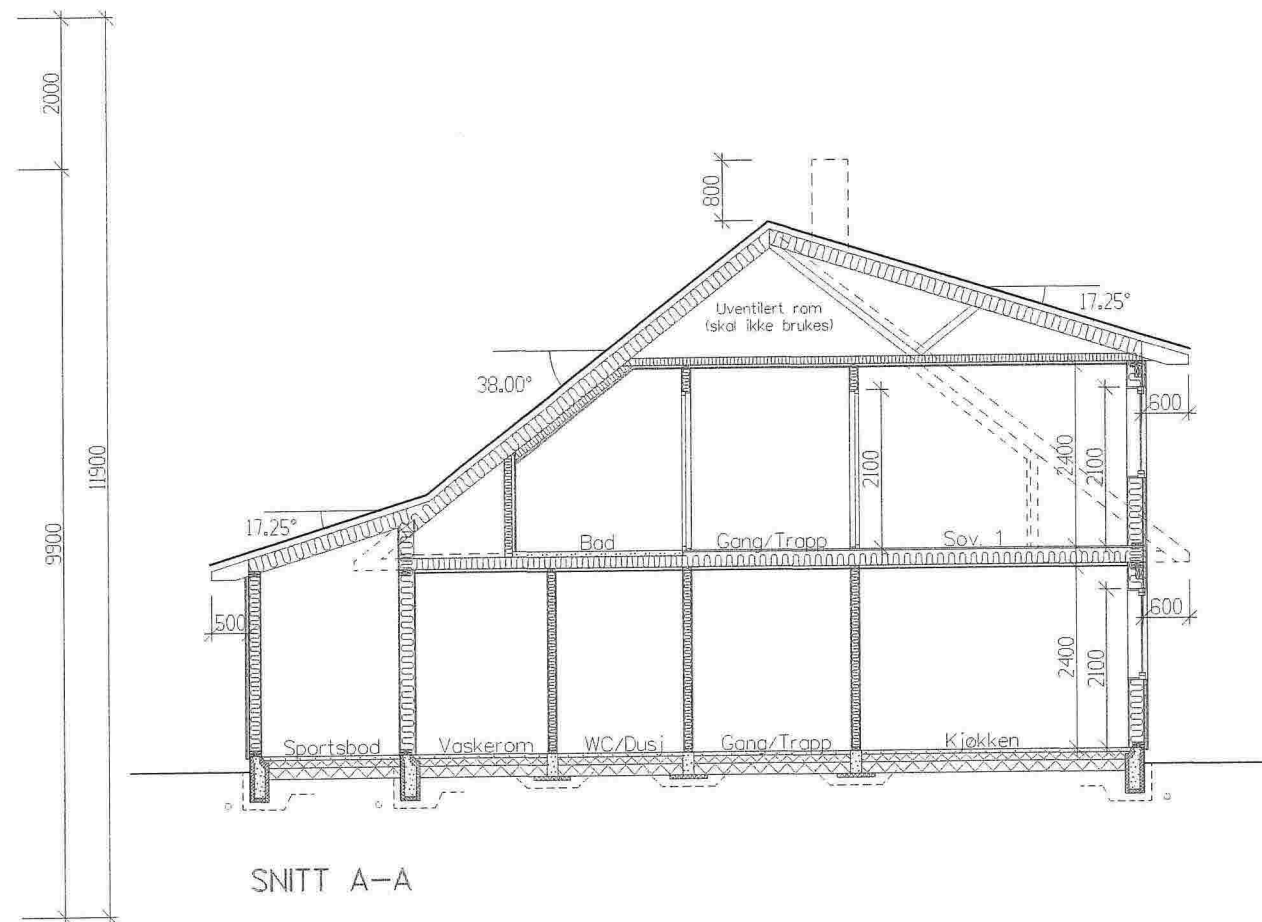 2000
11900
9900
800
17.25°
Uventilert rom
(skal ikke brukes)
38.00°
600
2400
2100
2100
17.25°
Bad
Gang/Trapp
Sov. 1
500
600
2400
2100
Sportsbod
Vaskerom
WC/Dusj
Gang/Trapp
Kjøkken
SNITT A-A